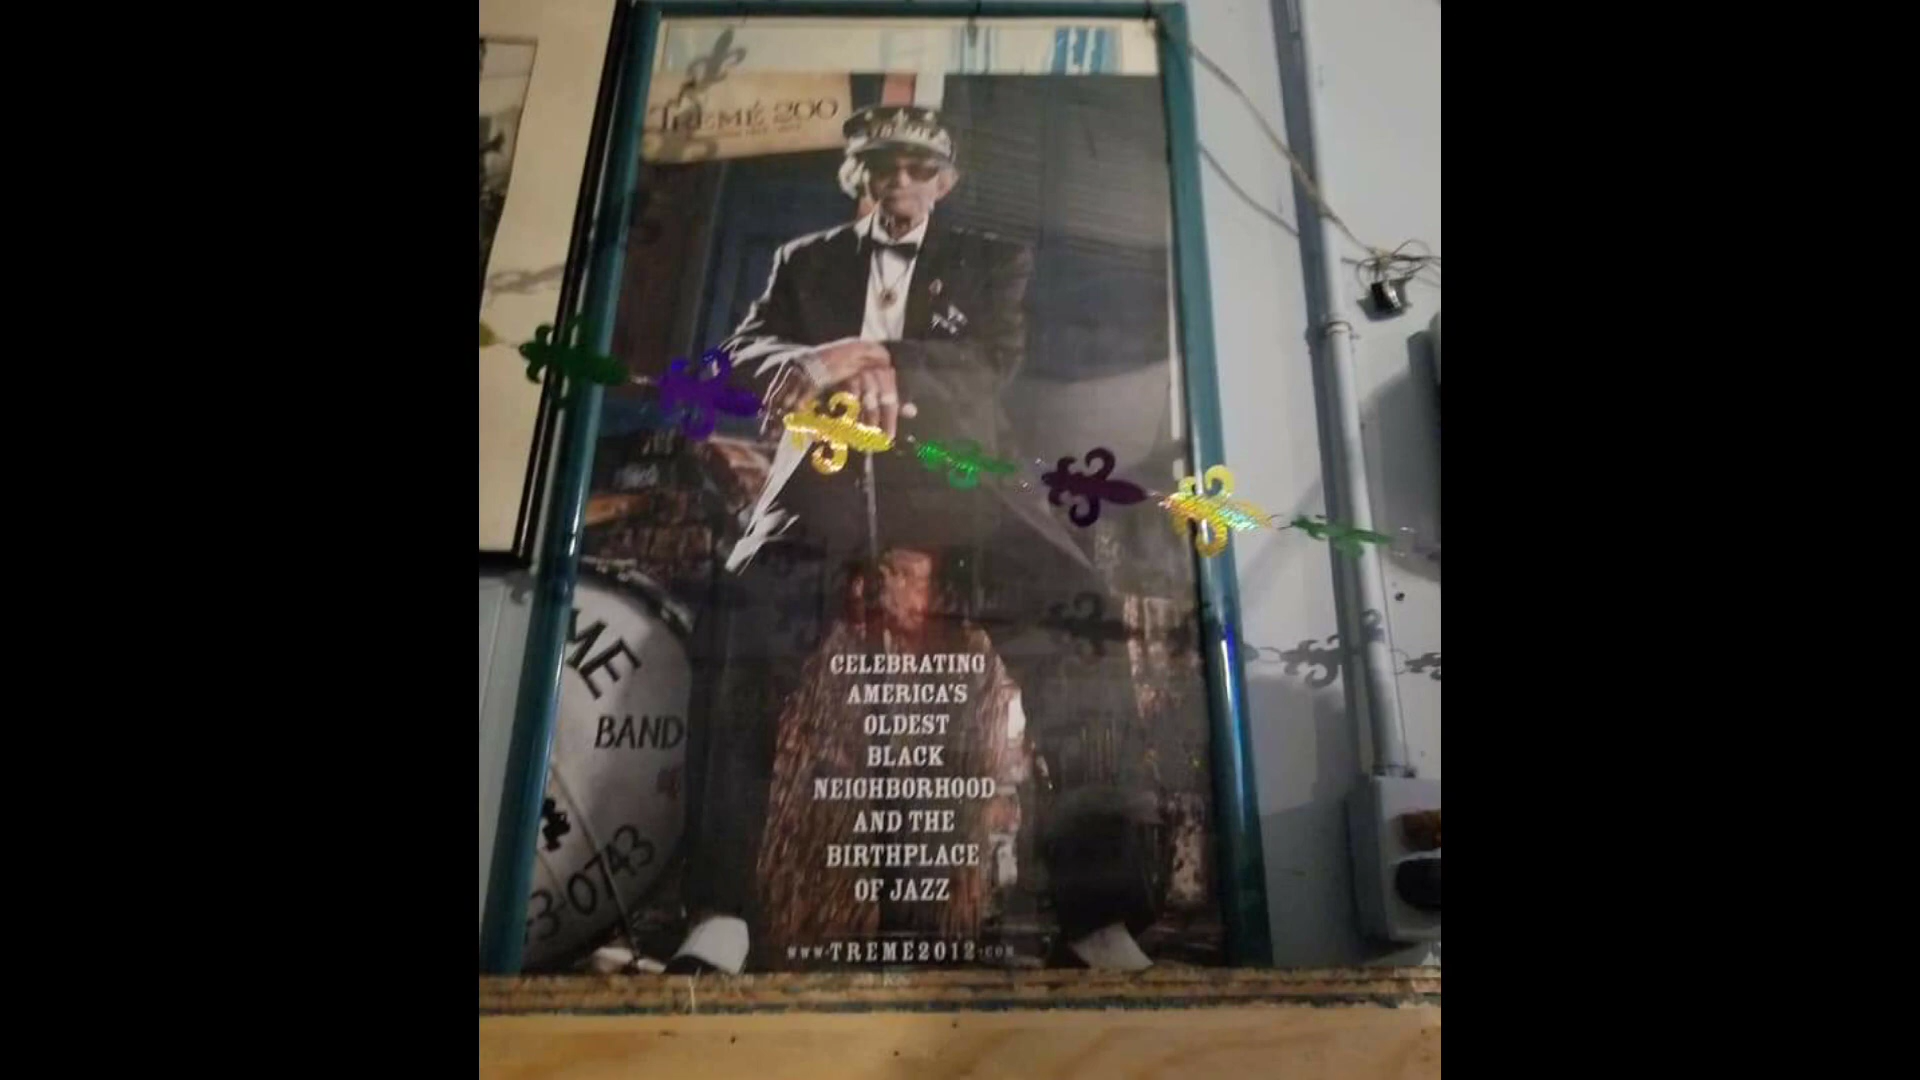 TREMÉ 200
ME
BAND
3-0743
CELEBRATING
AMERICA'S
OLDEST
BLACK
NEIGHBORHOOD
AND THE
BIRTHPLACE
OF JAZZ
www.TREME2012.com